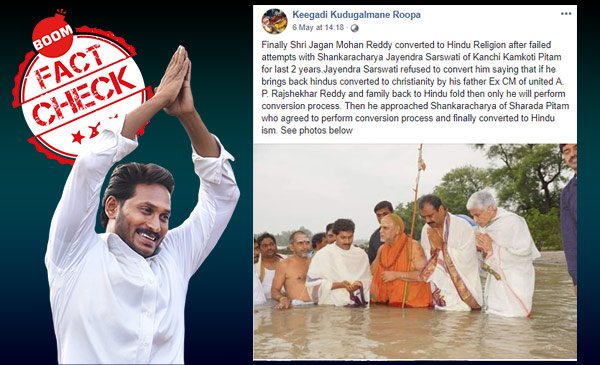 BOOM
FACT
CHECK
Keegadi Kudugalmane Roopa
6 May at 14:18 ·
Finally Shri Jagan Mohan Reddy converted to Hindu Religion after failed
attempts with Shankaracharya Jayendra Sarswati of Kanchi Kamkoti Pitam
for last 2 years.Jayendra Sarswati refused to convert him saying that if he
brings back hindus converted to christianity by his father Ex CM of united A.
P. Rajshekhar Reddy and family back to Hindu fold then only he will perform
conversion process. Then he approached Shankaracharya of Sharada Pitam
who agreed to perform conversion process and finally converted to Hindu
ism. See photos below